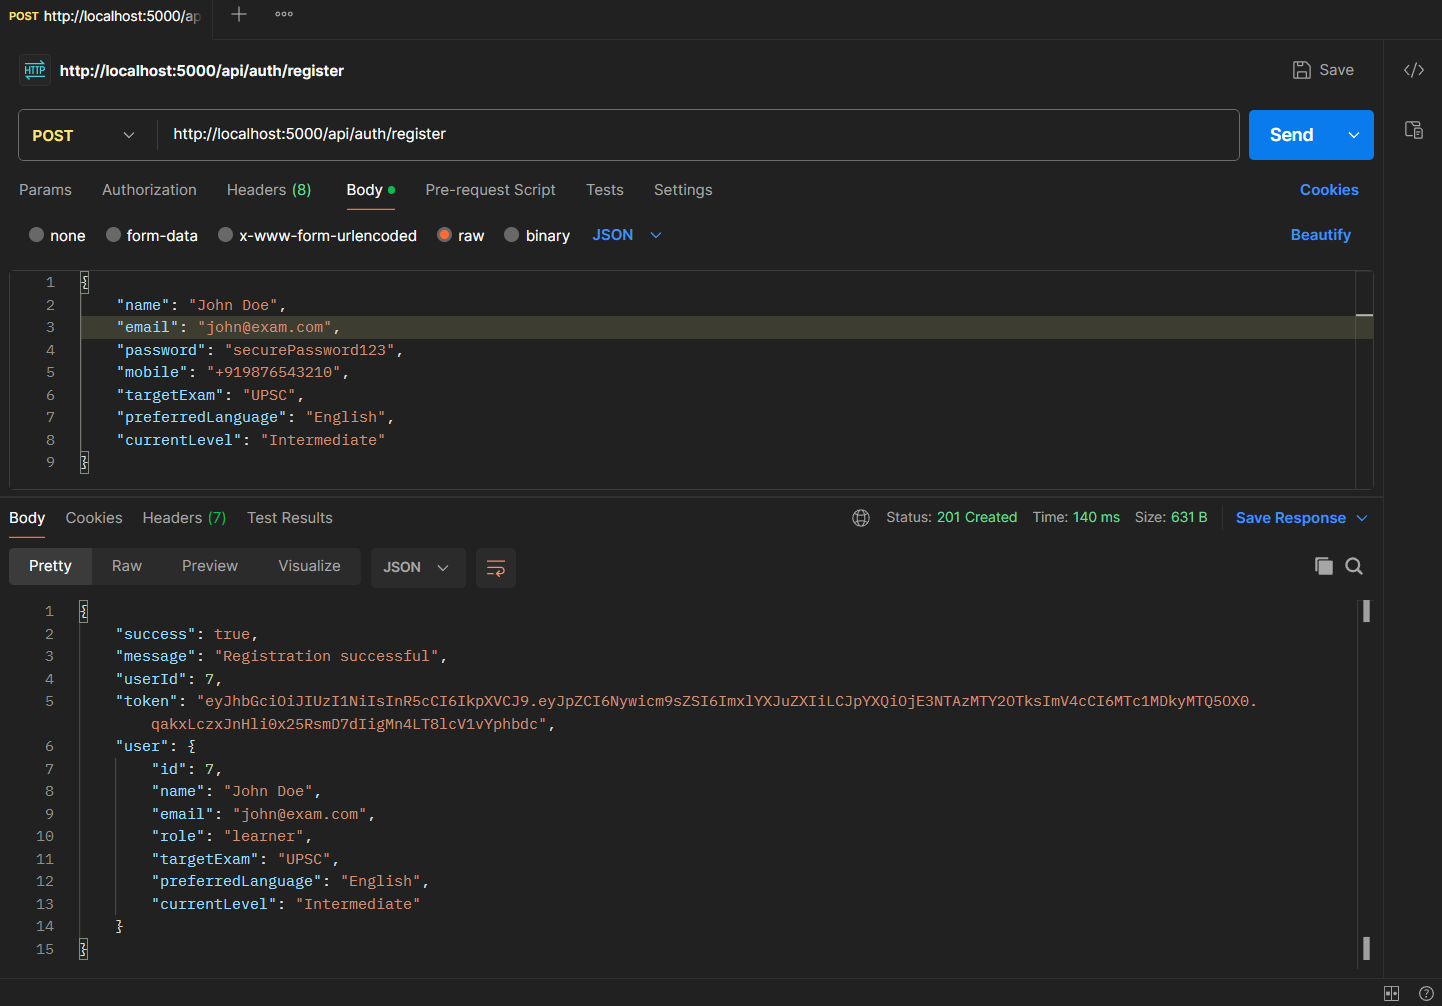 POST http://localhost:5000/ap
http://localhost:5000/api/auth/register
Save
POST http://localhost:5000/api/auth/register Send
Params Authorization Headers (8) Body Pre-request Script Tests Settings Cookies
none form-data x-www-form-urlencoded raw binary JSON Beautify
1 {
2 "name": "John Doe",
3 "email": "john@exam.com",
4 "password": "securePassword123",
5 "mobile": "+919876543210",
6 "targetExam": "UPSC",
7 "preferredLanguage": "English",
8 "currentLevel": "Intermediate"
9 }
Body Cookies Headers (7) Test Results Status: 201 Created Time: 140 ms Size: 631 B Save Response
Pretty Raw Preview Visualize JSON
1 {
2 "success": true,
3 "message": "Registration successful",
4 "userId": 7,
5 "token": "eyJhbGciOiJIUzI1NiIsInR5cCI6IkpXVCJ9.eyJpZCI6Nywicm9sZSI6ImxlYXJuZXIiLCJpYXQiOjE3NTAzMTY2OTksImV4cCI6MTc1MDkyMTQ5OX0.
qakxLczxJnHli0x25RsmD7dIigMn4LT8lcV1vYphbdc",
6 "user": {
7 "id": 7,
8 "name": "John Doe",
9 "email": "john@exam.com",
10 "role": "learner",
11 "targetExam": "UPSC",
12 "preferredLanguage": "English",
13 "currentLevel": "Intermediate"
14 }
15 }